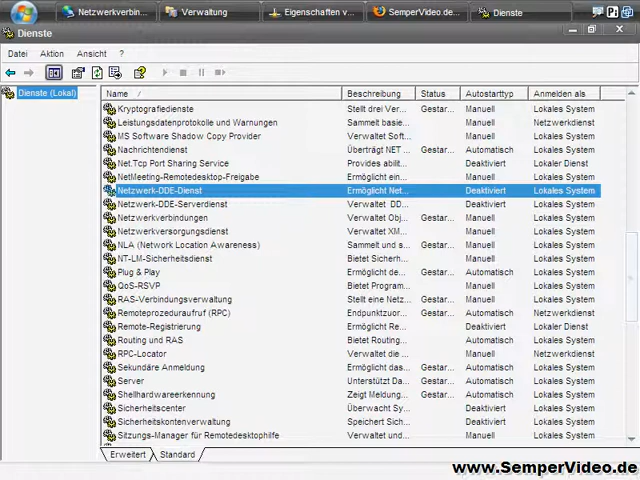 Netzwerkverbin...
Verwaltung
Eigenschaften v...
SemperVideo.de...
Dienste
Dienste
Datei Aktion Ansicht ?
Dienste (Lokal)
Name Beschreibung Status Autostarttyp Anmelden als
Kryptografiedienste Stellt drei Ver... Gestar... Manuell Lokales System
Leistungsdatenprotokolle und Warnungen Sammelt basie... Manuell Netzwerkdienst
MS Software Shadow Copy Provider Verwaltet Soft... Manuell Lokales System
Nachrichtendienst Überträgt NET ... Gestar... Automatisch Lokales System
Net.Tcp Port Sharing Service Provides abilit... Deaktiviert Lokaler Dienst
NetMeeting-Remotedesktop-Freigabe Ermöglicht ein... Manuell Lokales System
Netzwerk-DDE-Dienst Ermöglicht Net... Deaktiviert Lokales System
Netzwerk-DDE-Serverdienst Verwaltet DD... Deaktiviert Lokales System
Netzwerkverbindungen Verwaltet Obj... Gestar... Manuell Lokales System
Netzwerkversorgungsdienst Verwaltet XM... Manuell Lokales System
NLA (Network Location Awareness) Sammelt und s... Gestar... Manuell Lokales System
NT-LM-Sicherheitsdienst Bietet Sicherh... Manuell Lokales System
Plug & Play Ermöglicht de... Gestar... Automatisch Lokales System
QoS-RSVP Bietet Program... Manuell Lokales System
RAS-Verbindungsverwaltung Stellt eine Netz... Gestar... Manuell Lokales System
Remoteprozeduraufruf (RPC) Endpunktzuor... Gestar... Automatisch Netzwerkdienst
Remote-Registrierung Ermöglicht Re... Deaktiviert Lokaler Dienst
Routing und RAS Bietet Routing... Deaktiviert Lokales System
RPC-Locator Verwaltet die ... Manuell Netzwerkdienst
Sekundäre Anmeldung Ermöglicht das... Gestar... Automatisch Lokales System
Server Unterstützt Da... Gestar... Automatisch Lokales System
Shellhardwareerkennung Zeigt Meldung... Gestar... Automatisch Lokales System
Sicherheitscenter Überwacht Sy... Deaktiviert Lokales System
Sicherheitskontenverwaltung Speichert Sich... Deaktiviert Lokales System
Sitzungs-Manager für Remotedesktophilfe Verwaltet und... Manuell Lokales System
Erweitert Standard
www.SemperVideo.de